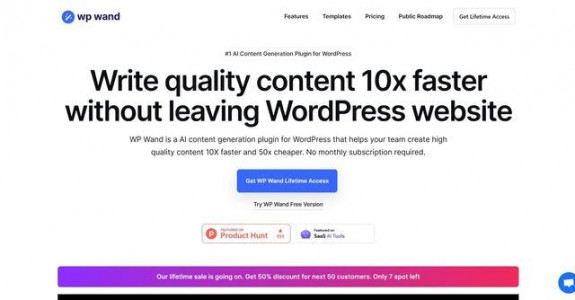 wp wand
Features Templates Pricing Public Roadmap Get Lifetime Access
#1 AI Content Generation Plugin for WordPress
Write quality content 10x faster
without leaving WordPress website
WP Wand is a AI content generation plugin for WordPress that helps your team create high
quality content 10X faster and 50x cheaper. No monthly subscription required.
Get WP Wand Lifetime Access
Try WP Wand Free Version
FEATURED ON
Product Hunt
Featured on
SaaS AI Tools
Our lifetime sale is going on. Get 50% discount for next 50 customers. Only 7 spot left